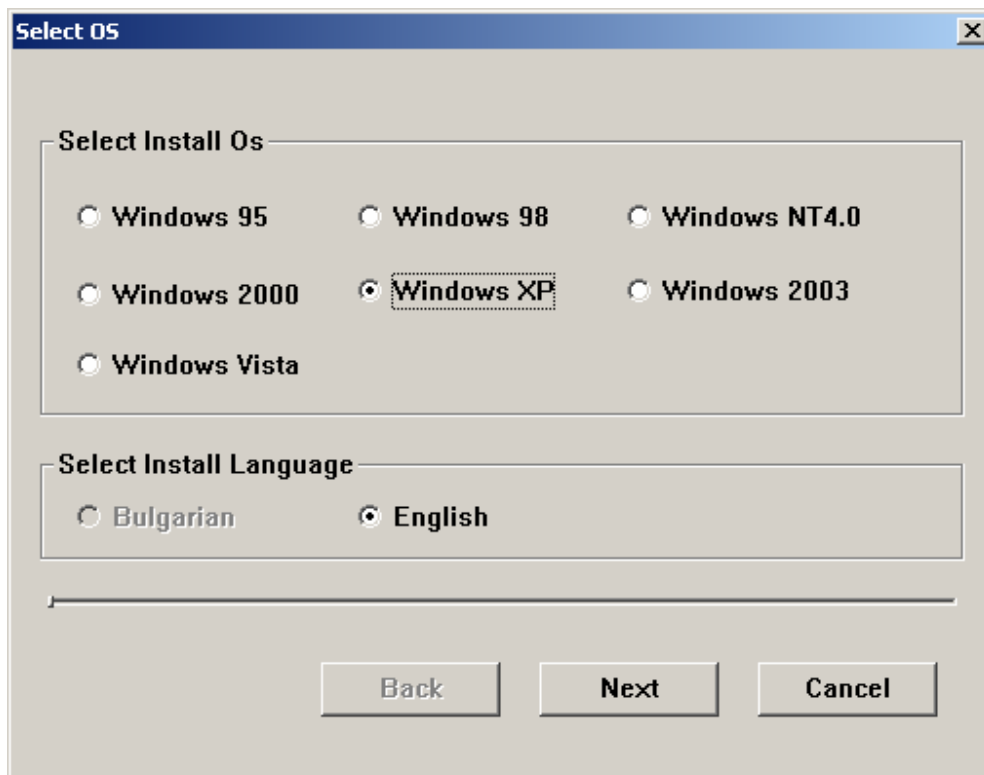 Select OS
Select Install Os
Windows 95 Windows 98 Windows NT4.0
Windows 2000 Windows XP Windows 2003
Windows Vista
Select Install Language
Bulgarian English
Back Next Cancel